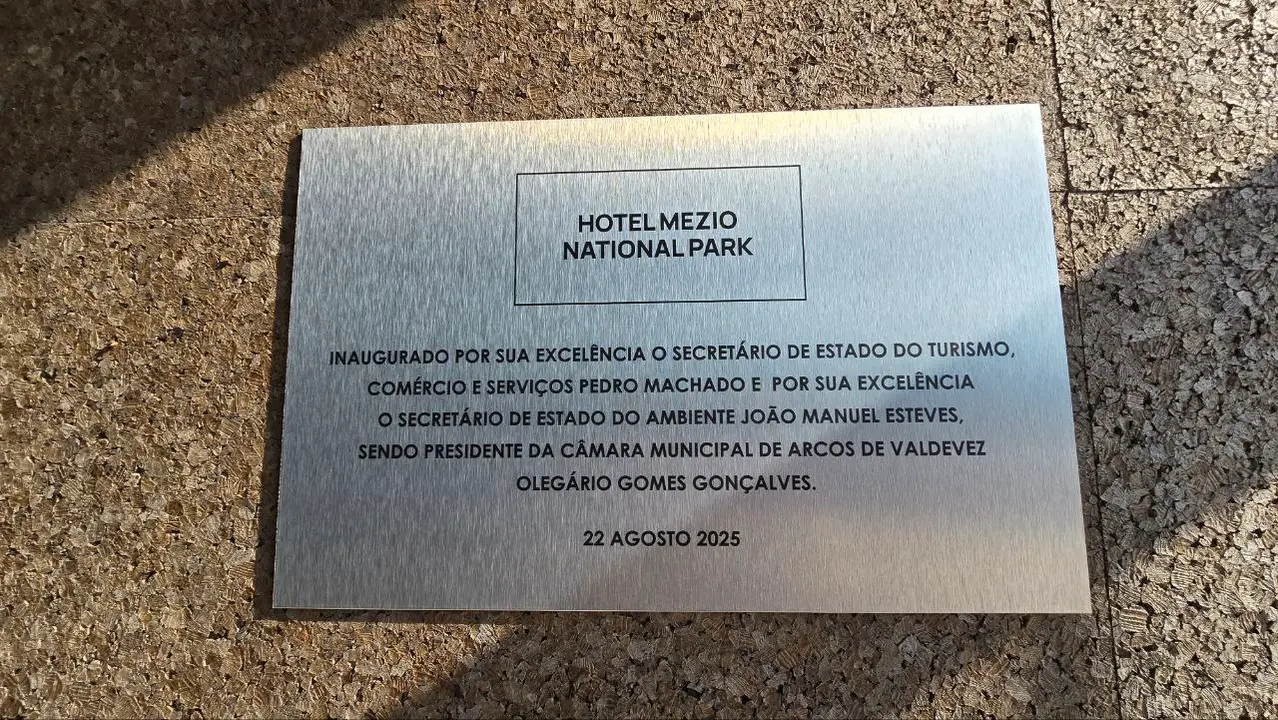 HOTEL MEZIO
NATIONAL PARK
INAUGURADO POR SUA EXCELÊNCIA O SECRETÁRIO DE ESTADO DO TURISMO,
COMÉRCIO E SERVIÇOS PEDRO MACHADO E POR SUA EXCELÊNCIA
O SECRETÁRIO DE ESTADO DO AMBIENTE JOÃO MANUEL ESTEVES,
SENDO PRESIDENTE DA CÂMARA MUNICIPAL DE ARCOS DE VALDEVEZ
OLEGÁRIO GOMES GONÇALVES.
22 AGOSTO 2025